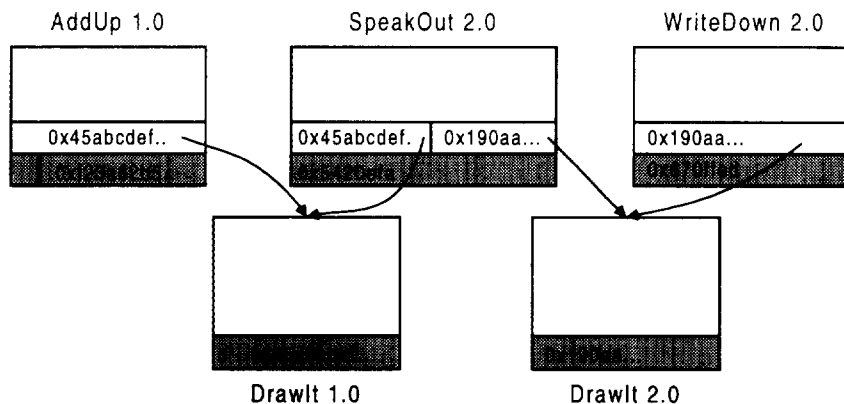 AddUp 1.0 SpeakOut 2.0 WriteDown 2.0
0x45abcdef.. 0x45abcdef. 0x190aa... 0x190aa...
DrawIt 1.0 DrawIt 2.0